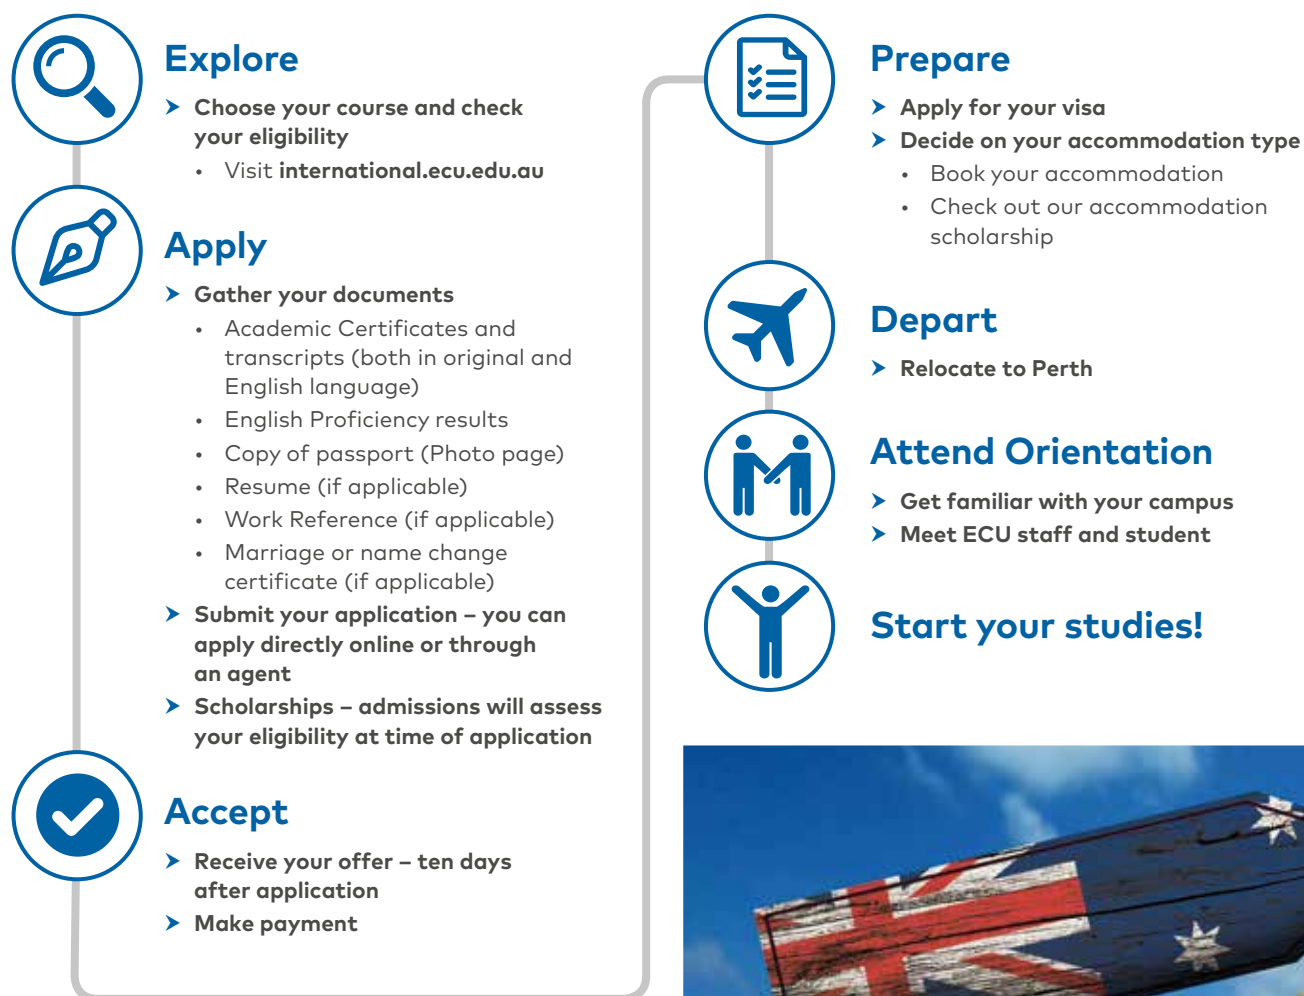 Explore
➤ Choose your course and check
your eligibility
• Visit international.ecu.edu.au
Apply
➤ Gather your documents
• Academic Certificates and
transcripts (both in original and
English language)
• English Proficiency results
• Copy of passport (Photo page)
• Resume (if applicable)
• Work Reference (if applicable)
• Marriage or name change
certificate (if applicable)
➤ Submit your application – you can
apply directly online or through
an agent
➤ Scholarships – admissions will assess
your eligibility at time of application
Accept
➤ Receive your offer – ten days
after application
➤ Make payment
Prepare
➤ Apply for your visa
➤ Decide on your accommodation type
• Book your accommodation
• Check out our accommodation
scholarship
Depart
➤ Relocate to Perth
Attend Orientation
➤ Get familiar with your campus
➤ Meet ECU staff and student
Start your studies!